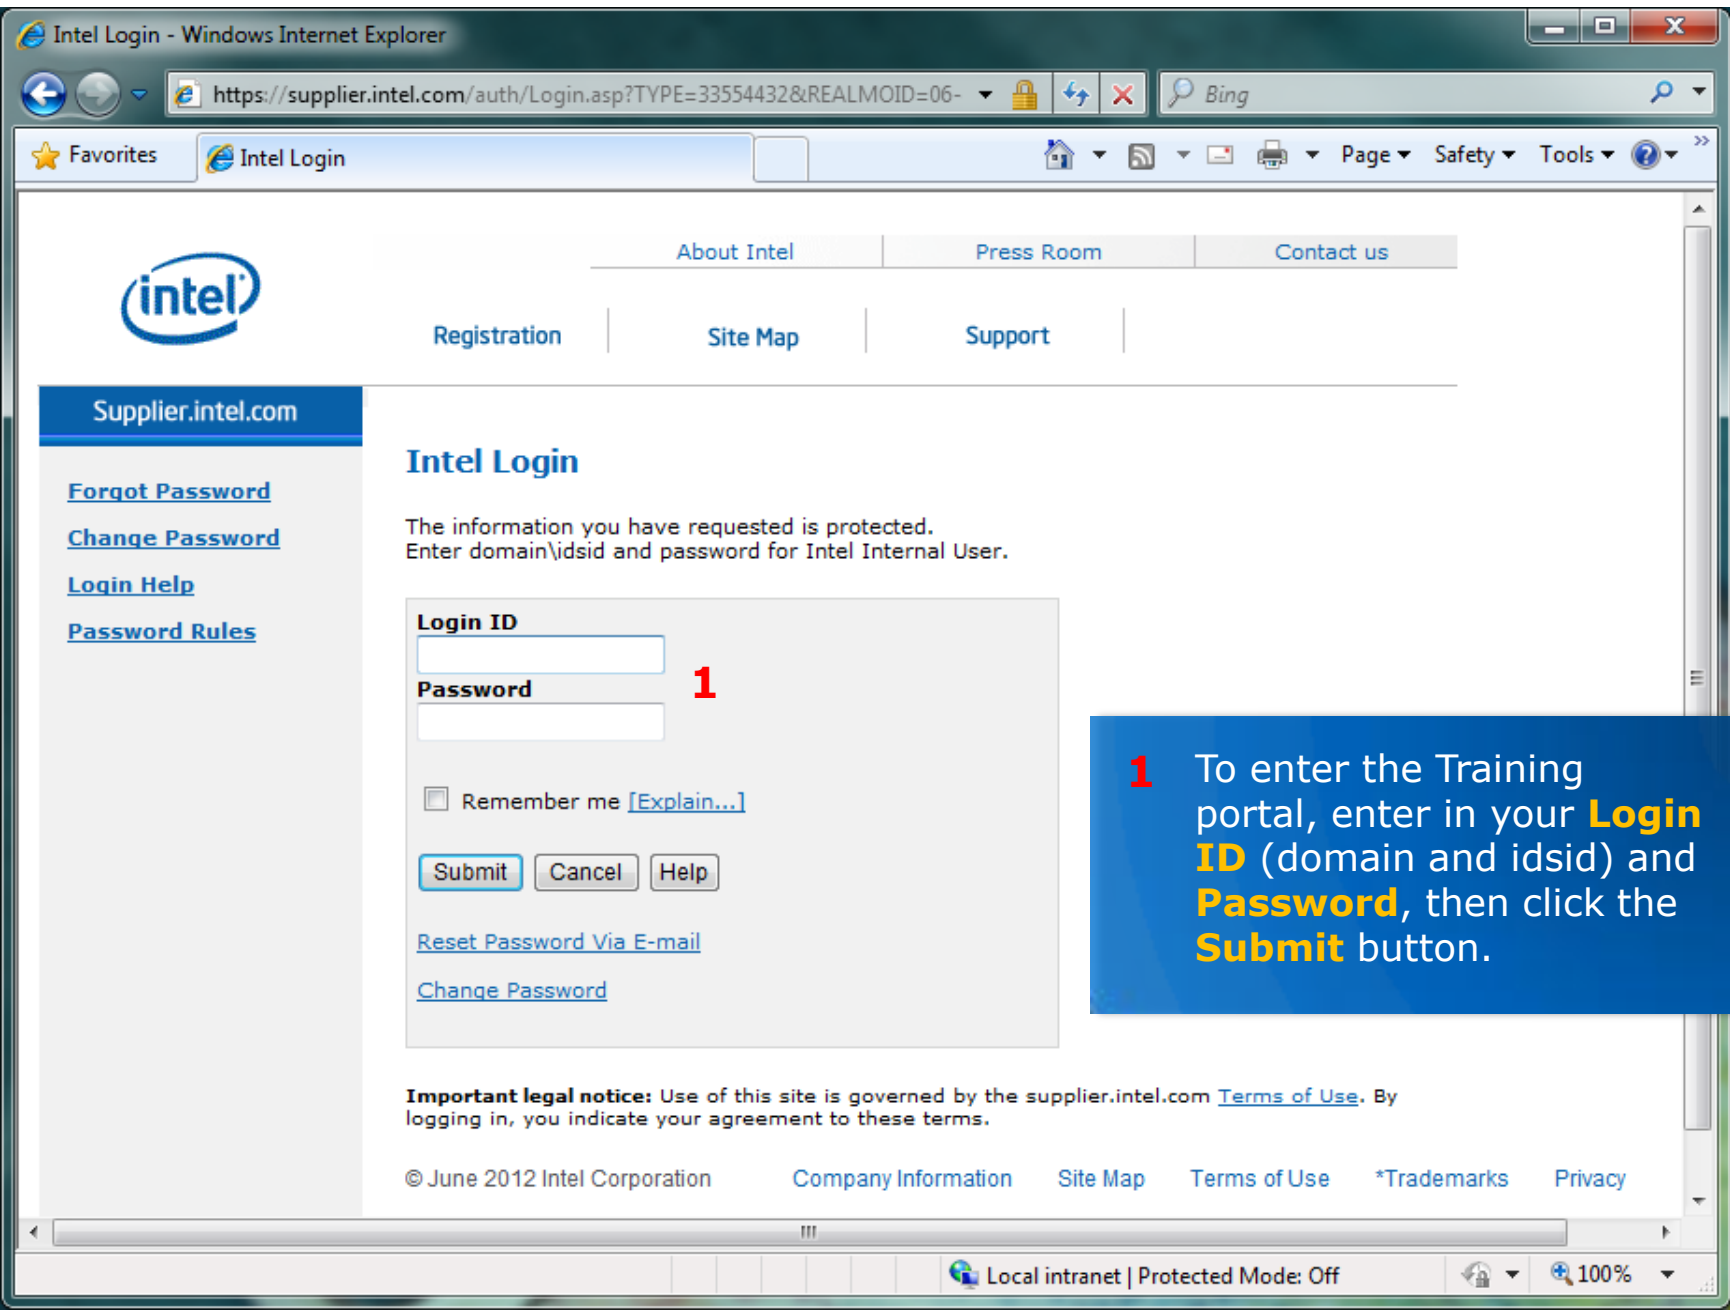 Intel Login - Windows Internet Explorer
https://supplier.intel.com/auth/Login.asp?TYPE=33554432&REALMOID=06-
Bing
Favorites
Intel Login
Page
Safety
Tools
intel
About Intel
Press Room
Contact us
Registration
Site Map
Support
Supplier.intel.com
Forgot Password
Change Password
Login Help
Password Rules
Intel Login
The information you have requested is protected.
Enter domain\idsid and password for Intel Internal User.
Login ID
1
Password
Remember me [Explain...]
Submit
Cancel
Help
Reset Password Via E-mail
Change Password
1 To enter the Training
portal, enter in your Login
ID (domain and idsid) and
Password, then click the
Submit button.
Important legal notice: Use of this site is governed by the supplier.intel.com Terms of Use. By
logging in, you indicate your agreement to these terms.
© June 2012 Intel Corporation
Company Information
Site Map
Terms of Use
*Trademarks
Privacy
Local intranet | Protected Mode: Off
100%